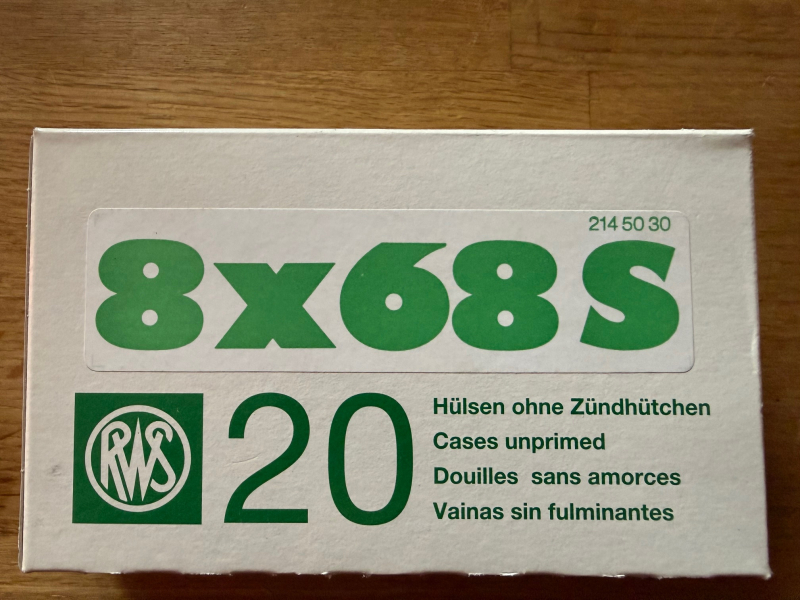 214 50 30
8x68 S
RWS
20
Hülsen ohne Zündhütchen
Cases unprimed
Douilles sans amorces
Vainas sin fulminantes